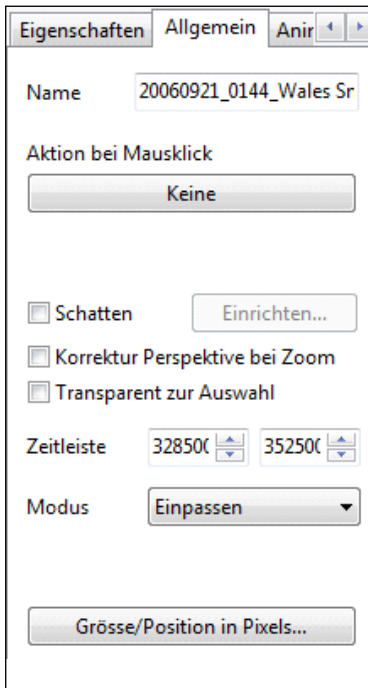 Eigenschaften Allgemein Anir
Name 20060921_0144_Wales Sr
Aktion bei Mausklick
Keine
Schatten Einrichten...
Korrektur Perspektive bei Zoom
Transparent zur Auswahl
Zeitleiste 328500 352500
Modus Einpassen
Grösse/Position in Pixels...